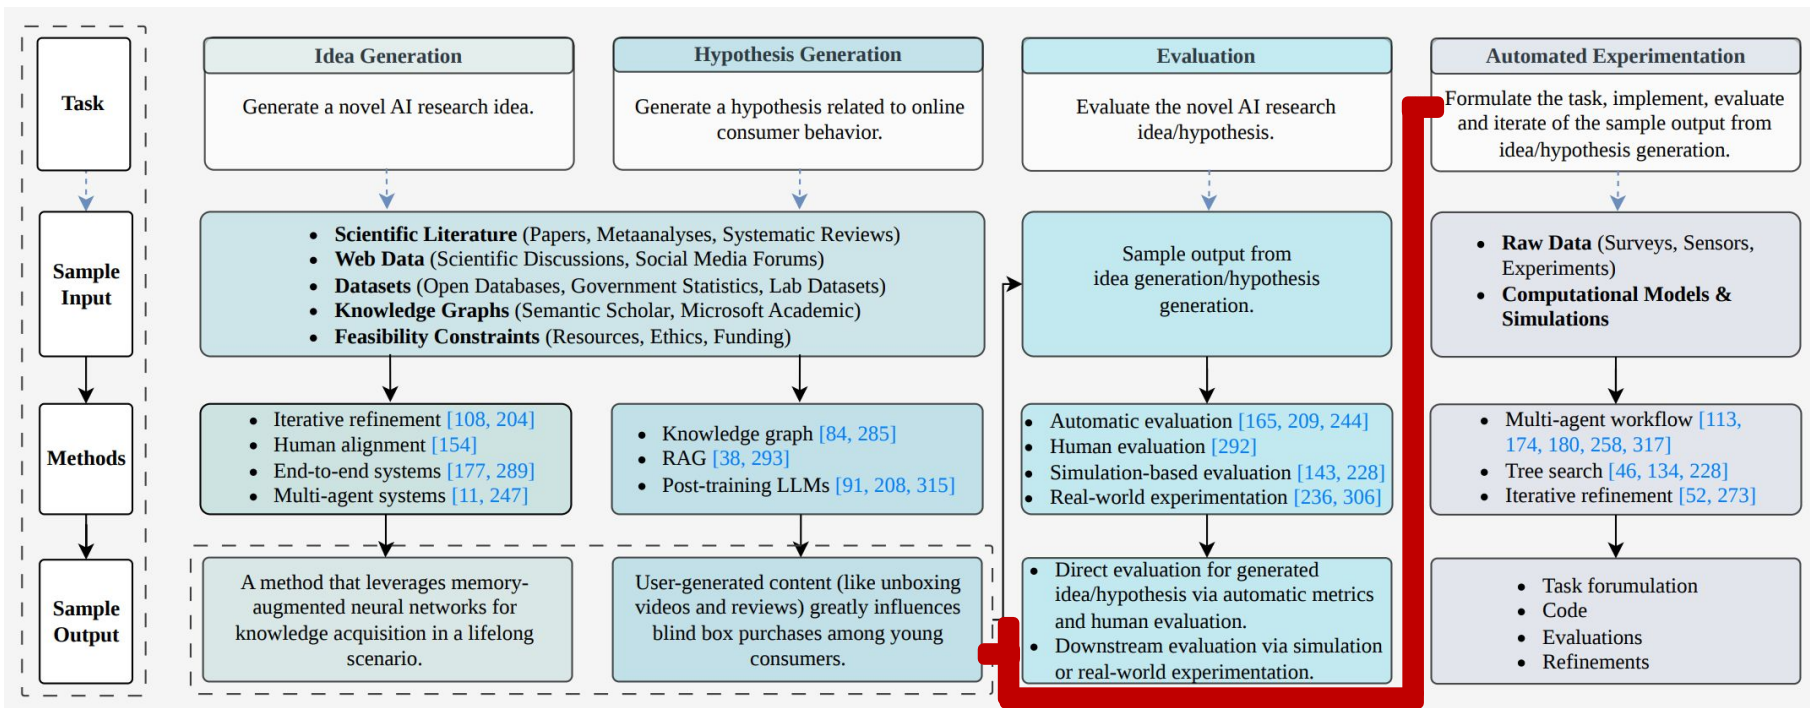 Task
Sample
Input
Methods
Sample
Output
Idea Generation
Generate a novel AI research idea.
Hypothesis Generation
Generate a hypothesis related to online
consumer behavior.
Evaluation
Evaluate the novel AI research
idea/hypothesis.
Automated Experimentation
Formulate the task, implement, evaluate
and iterate of the sample output from
idea/hypothesis generation.
• Scientific Literature (Papers, Metaanalyses, Systematic Reviews)
• Web Data (Scientific Discussions, Social Media Forums)
• Datasets (Open Databases, Government Statistics, Lab Datasets)
• Knowledge Graphs (Semantic Scholar, Microsoft Academic)
• Feasibility Constraints (Resources, Ethics, Funding)
Sample output from
idea generation/hypothesis
generation.
• Raw Data (Surveys, Sensors,
Experiments)
• Computational Models &
Simulations
• Iterative refinement [108, 204]
• Human alignment [154]
• End-to-end systems [177, 289]
• Multi-agent systems [11, 247]
• Knowledge graph [84, 285]
• RAG [38, 293]
• Post-training LLMs [91, 208, 315]
• Automatic evaluation [165, 209, 244]
• Human evaluation [292]
• Simulation-based evaluation [143, 228]
• Real-world experimentation [236, 306]
• Multi-agent workflow [113,
174, 180, 258, 317]
• Tree search [46, 134, 228]
• Iterative refinement [52, 273]
A method that leverages memory-
augmented neural networks for
knowledge acquisition in a lifelong
scenario.
User-generated content (like unboxing
videos and reviews) greatly influences
blind box purchases among young
consumers.
• Direct evaluation for generated
idea/hypothesis via automatic metrics
and human evaluation.
• Downstream evaluation via simulation
or real-world experimentation.
• Task forumulation
• Code
• Evaluations
• Refinements